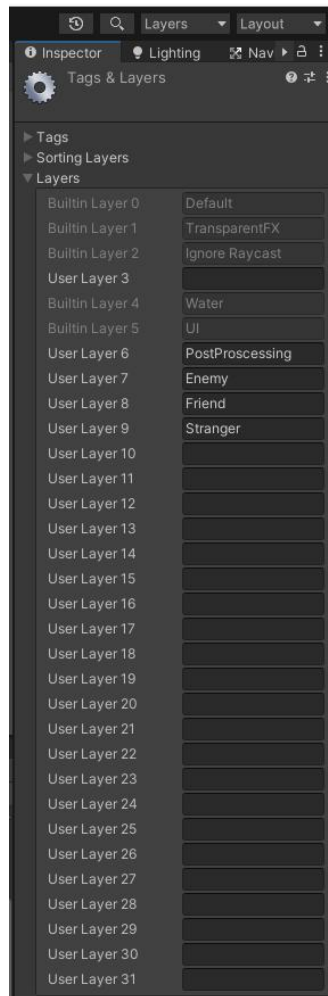 Layers Layout
Inspector Lighting Nav
Tags & Layers
Tags
Sorting Layers
Layers
Builtin Layer 0 Default
Builtin Layer 1 TransparentFX
Builtin Layer 2 Ignore Raycast
User Layer 3
Builtin Layer 4 Water
Builtin Layer 5 UI
User Layer 6 PostProscessing
User Layer 7 Enemy
User Layer 8 Friend
User Layer 9 Stranger
User Layer 10
User Layer 11
User Layer 12
User Layer 13
User Layer 14
User Layer 15
User Layer 16
User Layer 17
User Layer 18
User Layer 19
User Layer 20
User Layer 21
User Layer 22
User Layer 23
User Layer 24
User Layer 25
User Layer 26
User Layer 27
User Layer 28
User Layer 29
User Layer 30
User Layer 31